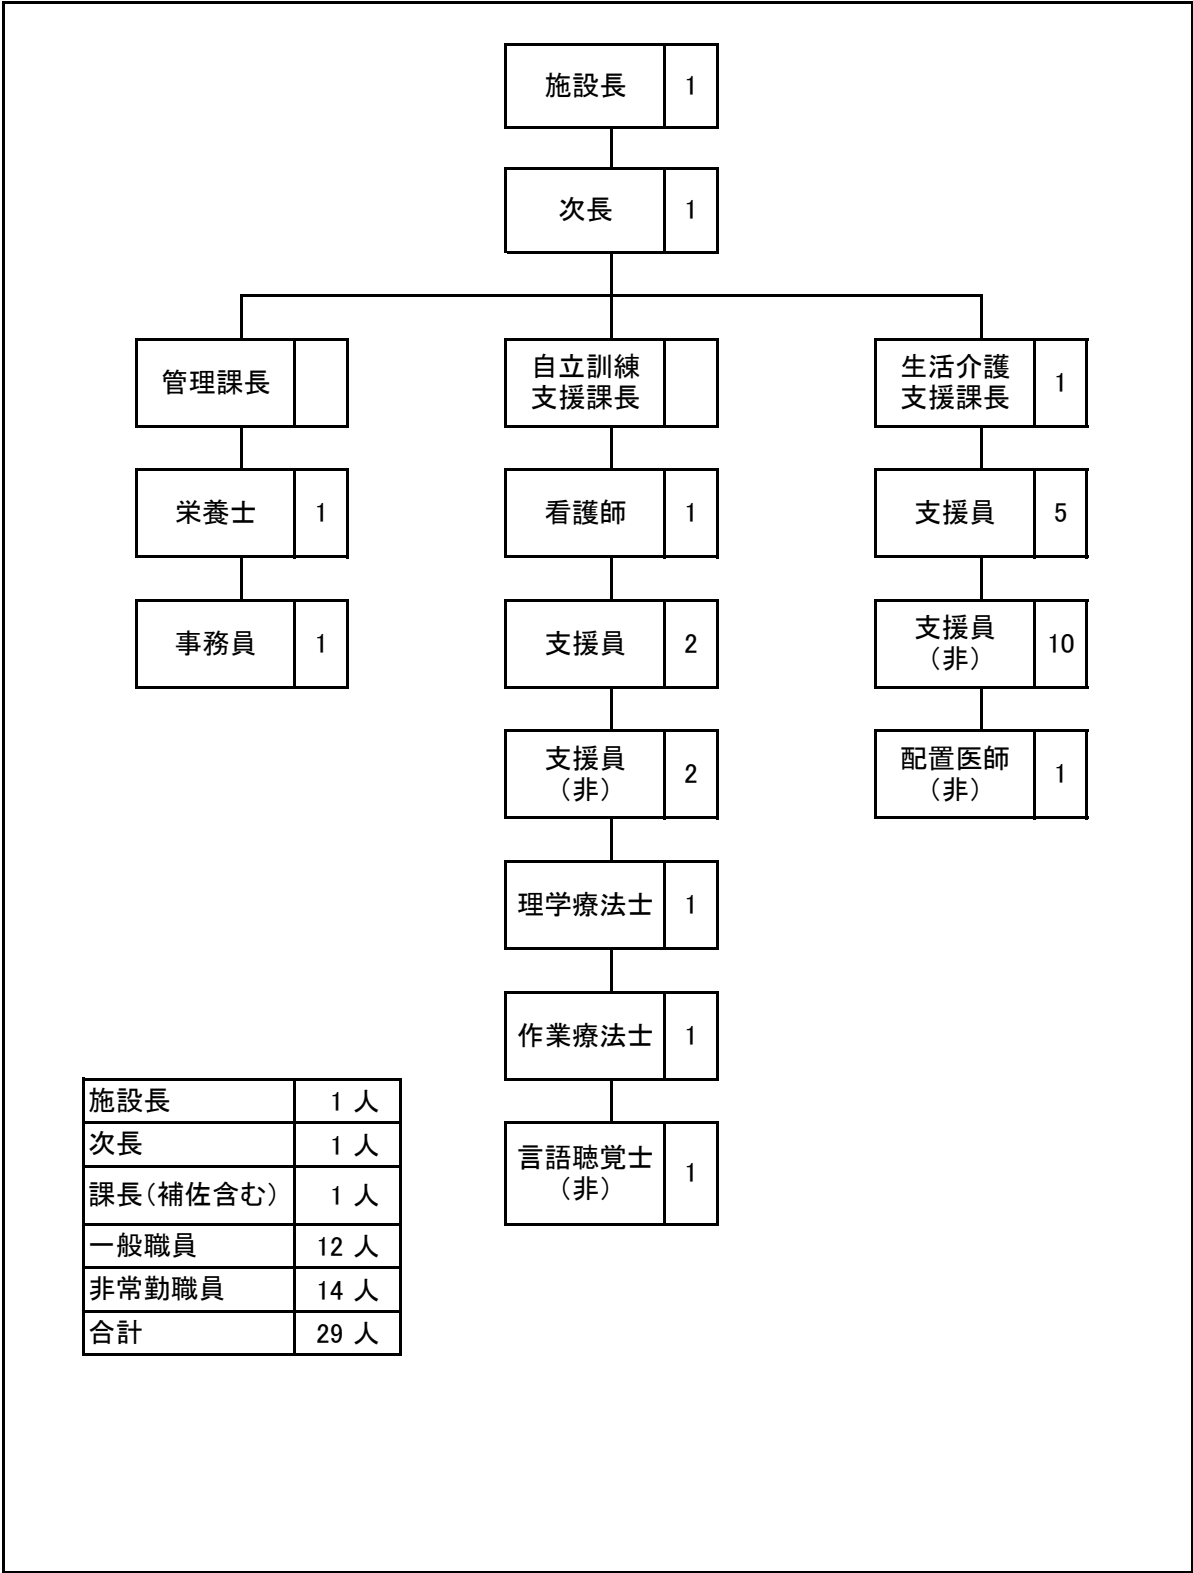 施設長 1
次長 1
管理課長
自立訓練
支援課長
生活介護
支援課長 1
栄養士 1
看護師 1
支援員 5
事務員 1
支援員 2
支援員
（非） 10
支援員
（非） 2
配置医師
（非） 1
理学療法士 1
作業療法士 1
言語聴覚士
（非） 1
施設長 1 人
次長 1 人
課長（補佐含む） 1 人
一般職員 12 人
非常勤職員 14 人
合計 29 人